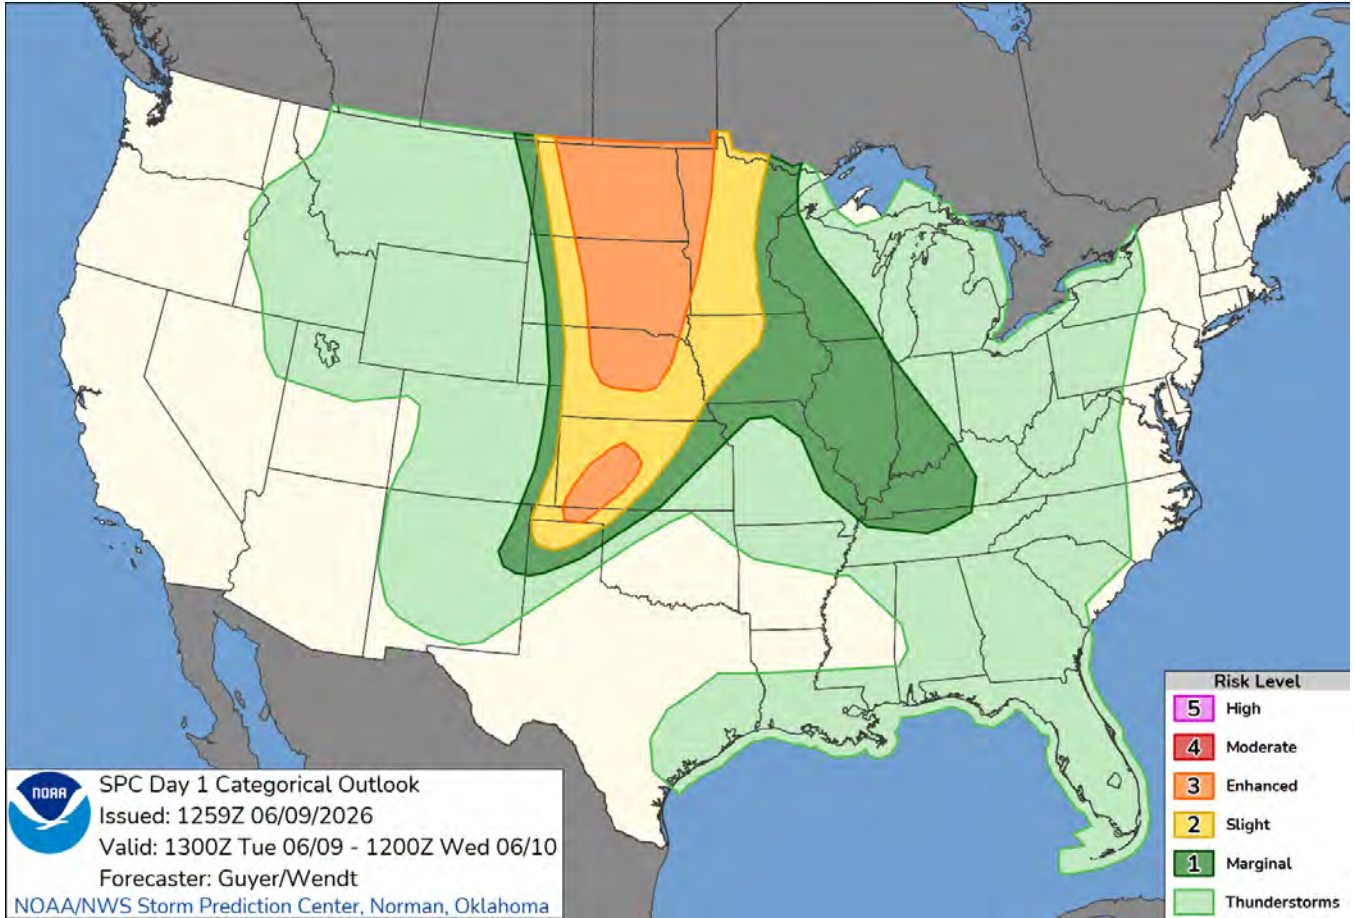 Risk Level
5 High
4 Moderate
3 Enhanced
2 Slight
1 Marginal
Thunderstorms
NOAA
SPC Day 1 Categorical Outlook
Issued: 1259Z 06/09/2026
Valid: 1300Z Tue 06/09 - 1200Z Wed 06/10
Forecaster: Guyer/Wendt
NOAA/NWS Storm Prediction Center, Norman, Oklahoma